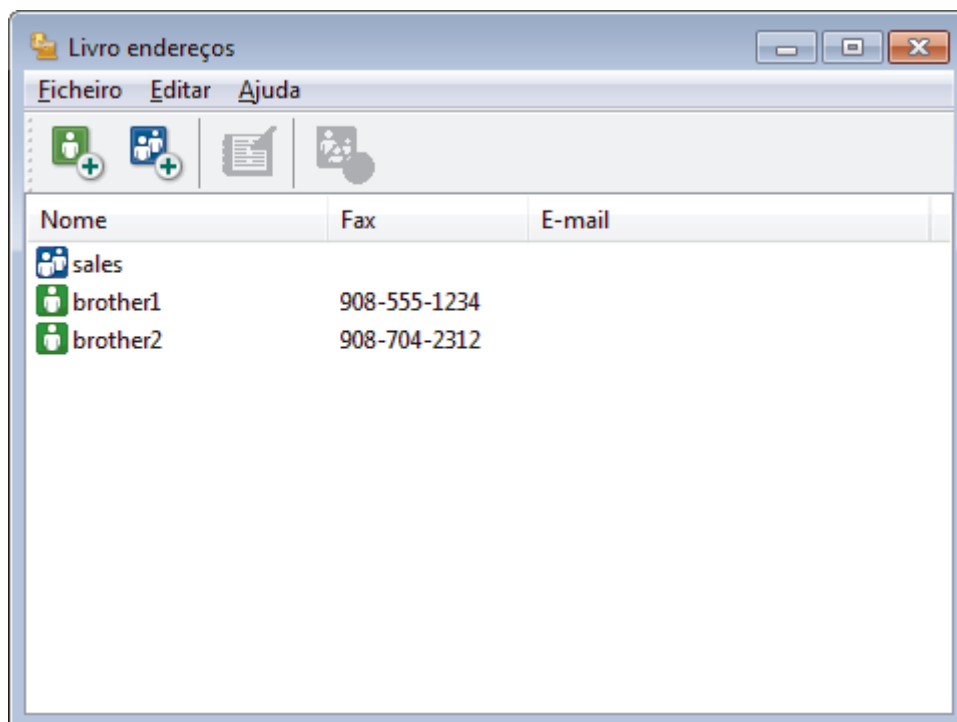 Livro endereços
Ficheiro Editar Ajuda
Nome Fax E-mail
sales
brother1 908-555-1234
brother2 908-704-2312